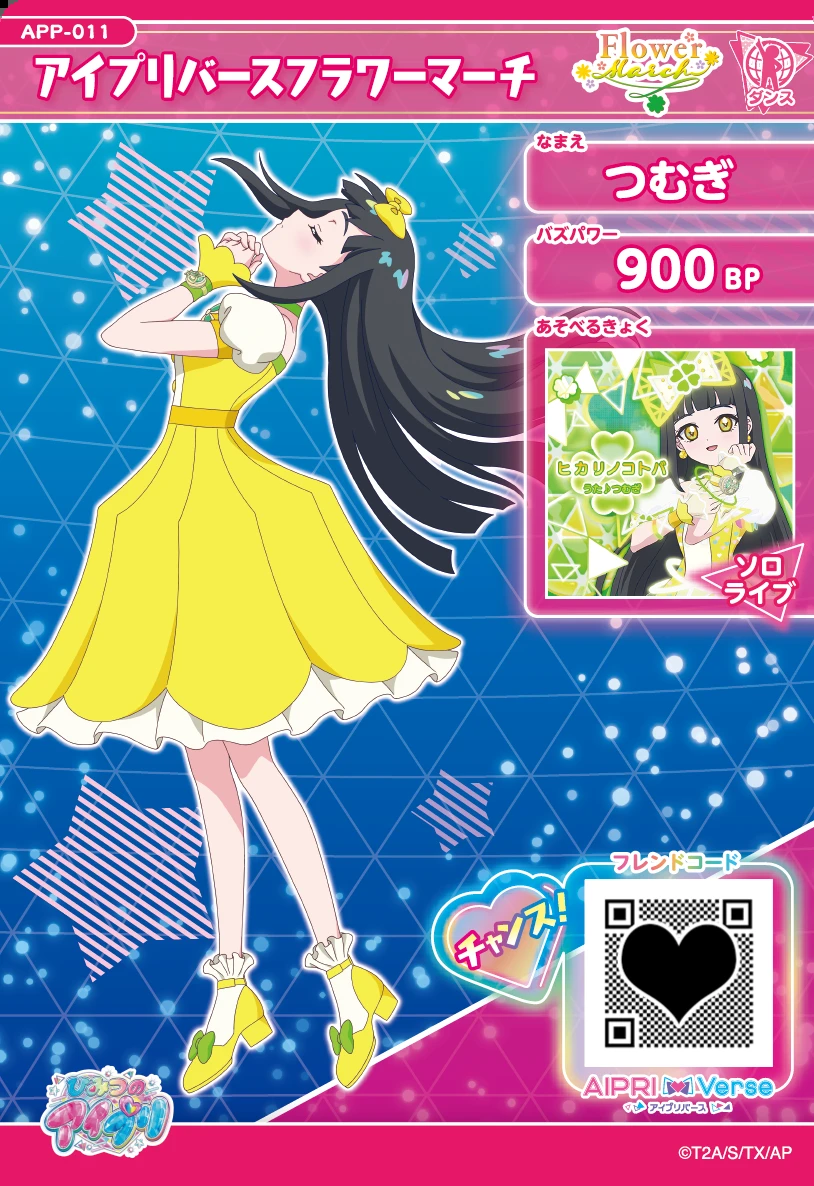 APP-011
アイプリバースフラワーマーチ
Flower
March
ダンス
なまえ
つむぎ
バズパワー
900 BP
あそべるきょく
ヒカリノコトバ
うた♪つむぎ
ソロ
ライブ
フレンドコード
チャンス!
AIPRI Verse
アイプリバース
ひみつの
アイプリ
©T2A/S/TX/AP